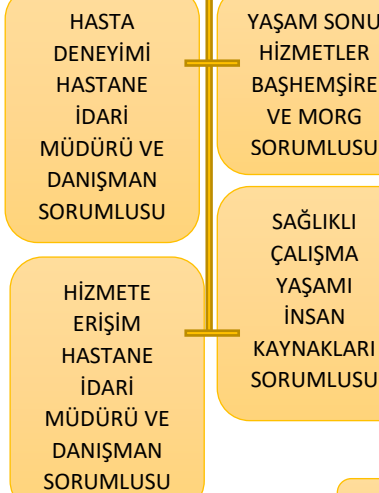 HASTA
DENEYİMİ
HASTANE
İDARİ
MÜDÜRÜ VE
DANIŞMAN
SORUMLUSU
YAŞAM SONU
HİZMETLER
BAŞHEMŞİRE
VE MORG
SORUMLUSU
HİZMETE
ERİŞİM
HASTANE
İDARİ
MÜDÜRÜ VE
DANIŞMAN
SORUMLUSU
SAĞLIKLI
ÇALIŞMA
YAŞAMI
İNSAN
KAYNAKLARI
SORUMLUSU